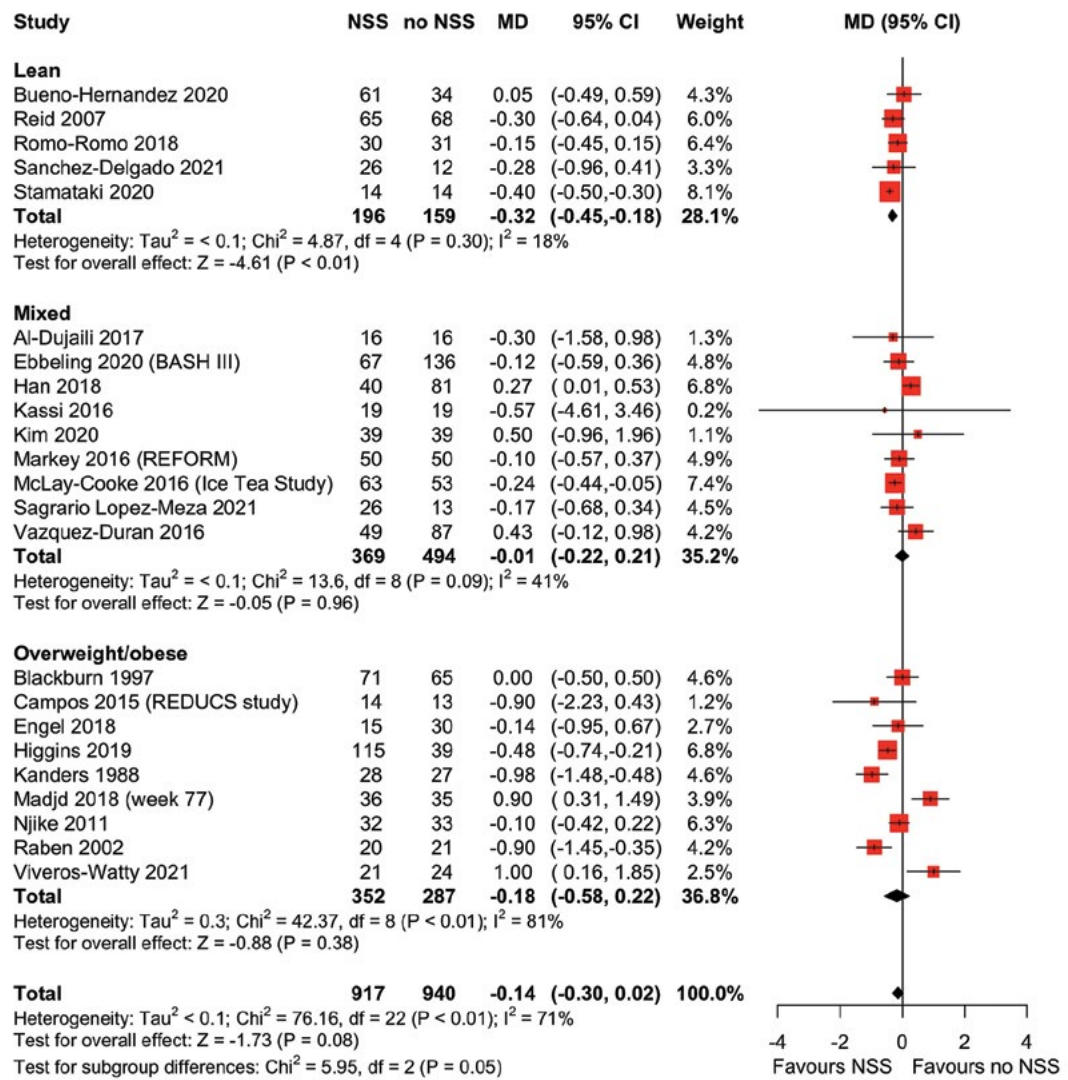 Study NSS no NSS MD 95% CI Weight MD (95% CI)
Lean
Bueno-Hernandez 2020 61 34 0.05 (-0.49, 0.59) 4.3%
Reid 2007 65 68 -0.30 (-0.64, 0.04) 6.0%
Romo-Romo 2018 30 31 -0.15 (-0.45, 0.15) 6.4%
Sanchez-Delgado 2021 26 12 -0.28 (-0.96, 0.41) 3.3%
Stamataki 2020 14 14 -0.40 (-0.50,-0.30) 8.1%
Total 196 159 -0.32 (-0.45,-0.18) 28.1%
Heterogeneity: Tau² = < 0.1; Chi² = 4.87, df = 4 (P = 0.30); I² = 18%
Test for overall effect: Z = -4.61 (P < 0.01)
Mixed
Al-Dujaili 2017 16 16 -0.30 (-1.58, 0.98) 1.3%
Ebbeling 2020 (BASH III) 67 136 -0.12 (-0.59, 0.36) 4.8%
Han 2018 40 81 0.27 ( 0.01, 0.53) 6.8%
Kassi 2016 19 19 -0.57 (-4.61, 3.46) 0.2%
Kim 2020 39 39 0.50 (-0.96, 1.96) 1.1%
Markey 2016 (REFORM) 50 50 -0.10 (-0.57, 0.37) 4.9%
McLay-Cooke 2016 (Ice Tea Study) 63 53 -0.24 (-0.44,-0.05) 7.4%
Sagrario Lopez-Meza 2021 26 13 -0.17 (-0.68, 0.34) 4.5%
Vazquez-Duran 2016 49 87 0.43 (-0.12, 0.98) 4.2%
Total 369 494 -0.01 (-0.22, 0.21) 35.2%
Heterogeneity: Tau² = < 0.1; Chi² = 13.6, df = 8 (P = 0.09); I² = 41%
Test for overall effect: Z = -0.05 (P = 0.96)
Overweight/obese
Blackburn 1997 71 65 0.00 (-0.50, 0.50) 4.6%
Campos 2015 (REDUCS study) 14 13 -0.90 (-2.23, 0.43) 1.2%
Engel 2018 15 30 -0.14 (-0.95, 0.67) 2.7%
Higgins 2019 115 39 -0.48 (-0.74,-0.21) 6.8%
Kanders 1988 28 27 -0.98 (-1.48,-0.48) 4.6%
Madjd 2018 (week 77) 36 35 0.90 ( 0.31, 1.49) 3.9%
Njike 2011 32 33 -0.10 (-0.42, 0.22) 6.3%
Raben 2002 20 21 -0.90 (-1.45,-0.35) 4.2%
Viveros-Watty 2021 21 24 1.00 ( 0.16, 1.85) 2.5%
Total 352 287 -0.18 (-0.58, 0.22) 36.8%
Heterogeneity: Tau² = 0.3; Chi² = 42.37, df = 8 (P < 0.01); I² = 81%
Test for overall effect: Z = -0.88 (P = 0.38)
Total 917 940 -0.14 (-0.30, 0.02) 100.0%
Heterogeneity: Tau² < 0.1; Chi² = 76.16, df = 22 (P < 0.01); I² = 71%
Test for overall effect: Z = -1.73 (P = 0.08)
-4 -2 0 2 4
Test for subgroup differences: Chi² = 5.95, df = 2 (P = 0.05)
Favours NSS Favours no NSS